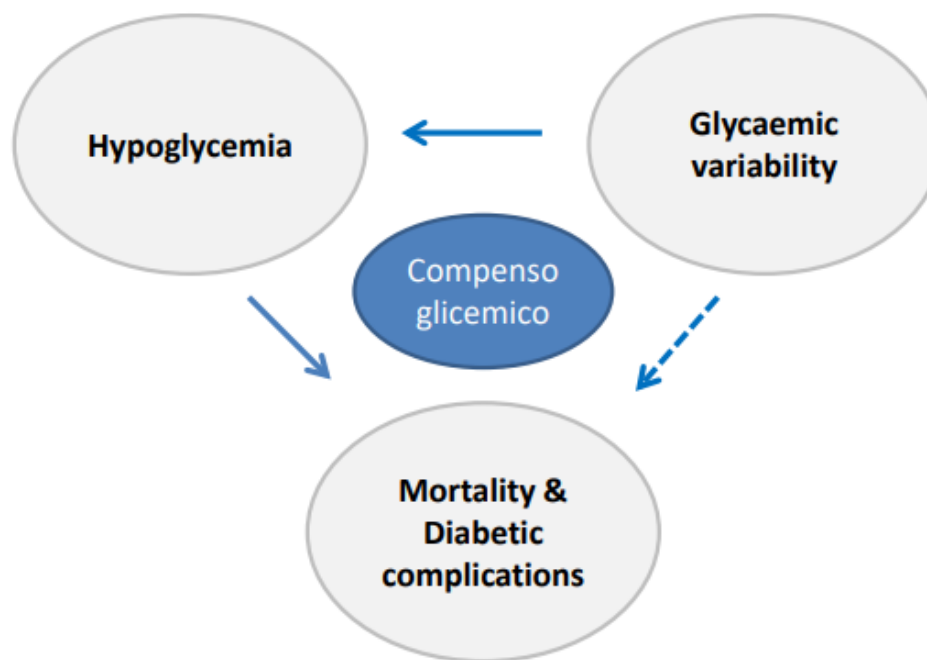 Hypoglycemia
Glycaemic
variability
Compenso
glicemico
Mortality &
Diabetic
complications